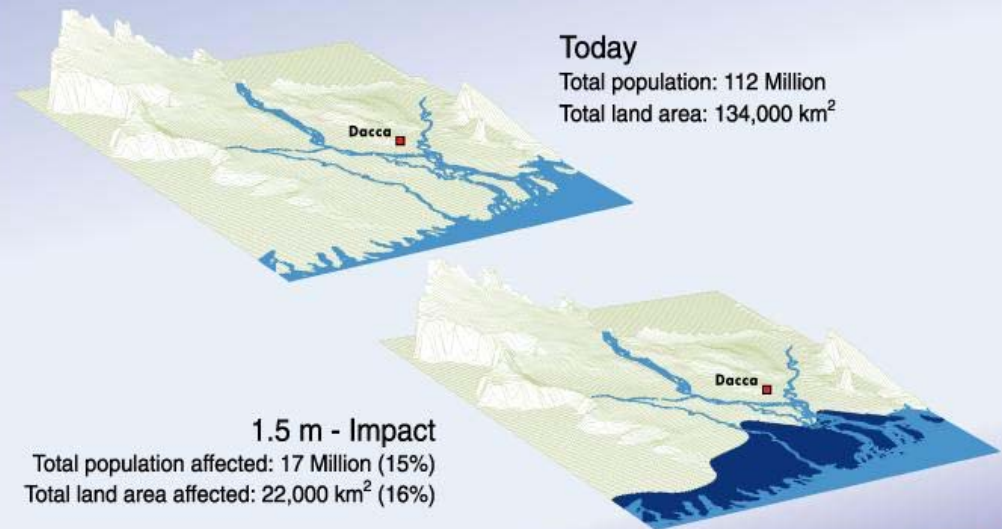 Today
Total population: 112 Million
Total land area: 134,000 km²
Dacca
Dacca
1.5 m - Impact
Total population affected: 17 Million (15%)
Total land area affected: 22,000 km² (16%)